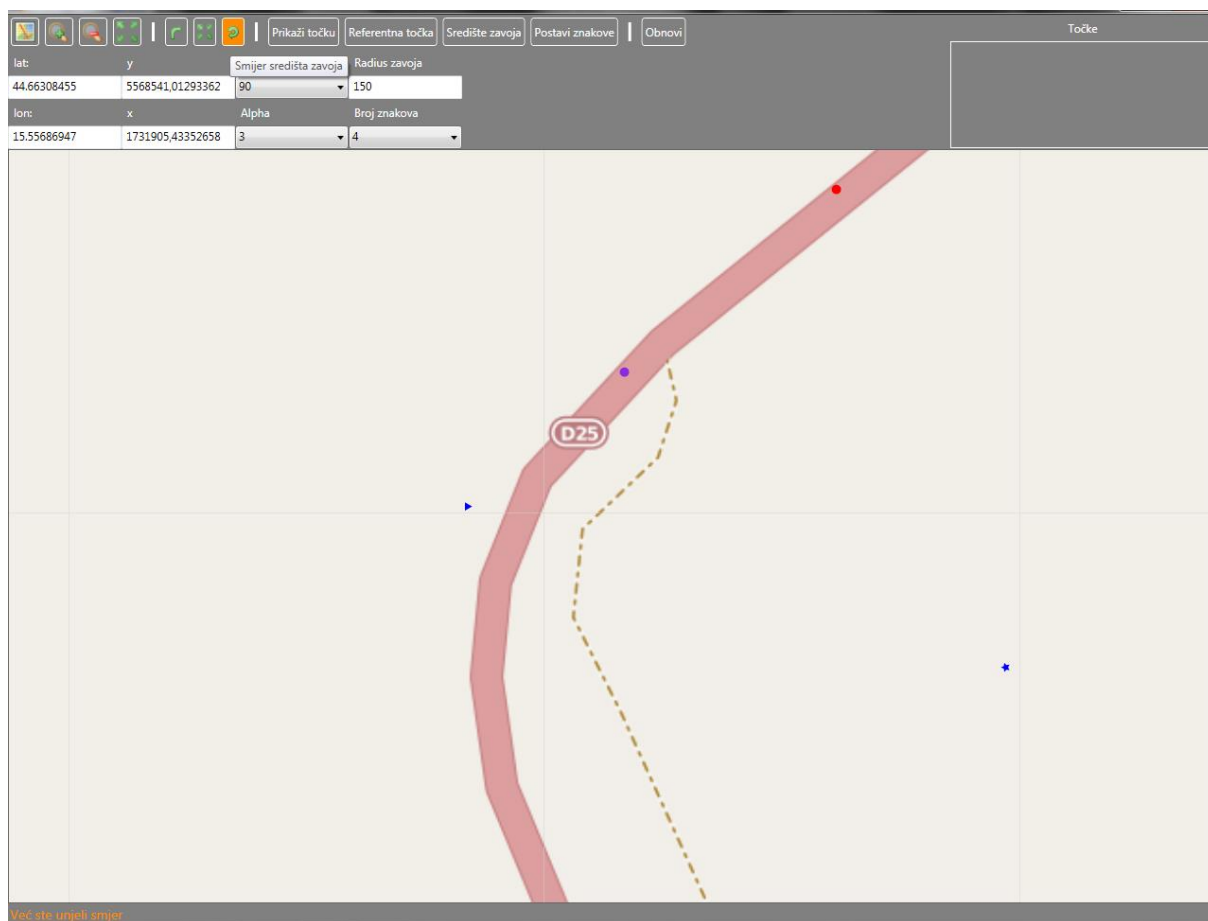 Prikaži točku Referentna točka Središte zavoja Postavi znakove Obnovi Točke
lat: y Smijer središta zavoja Radius zavoja
44.66308455 5568541,01293362 90 150
lon: x Alpha Broj znakova
15.55686947 1731905,43352658 3 4
D25
Već ste unjeli smjer